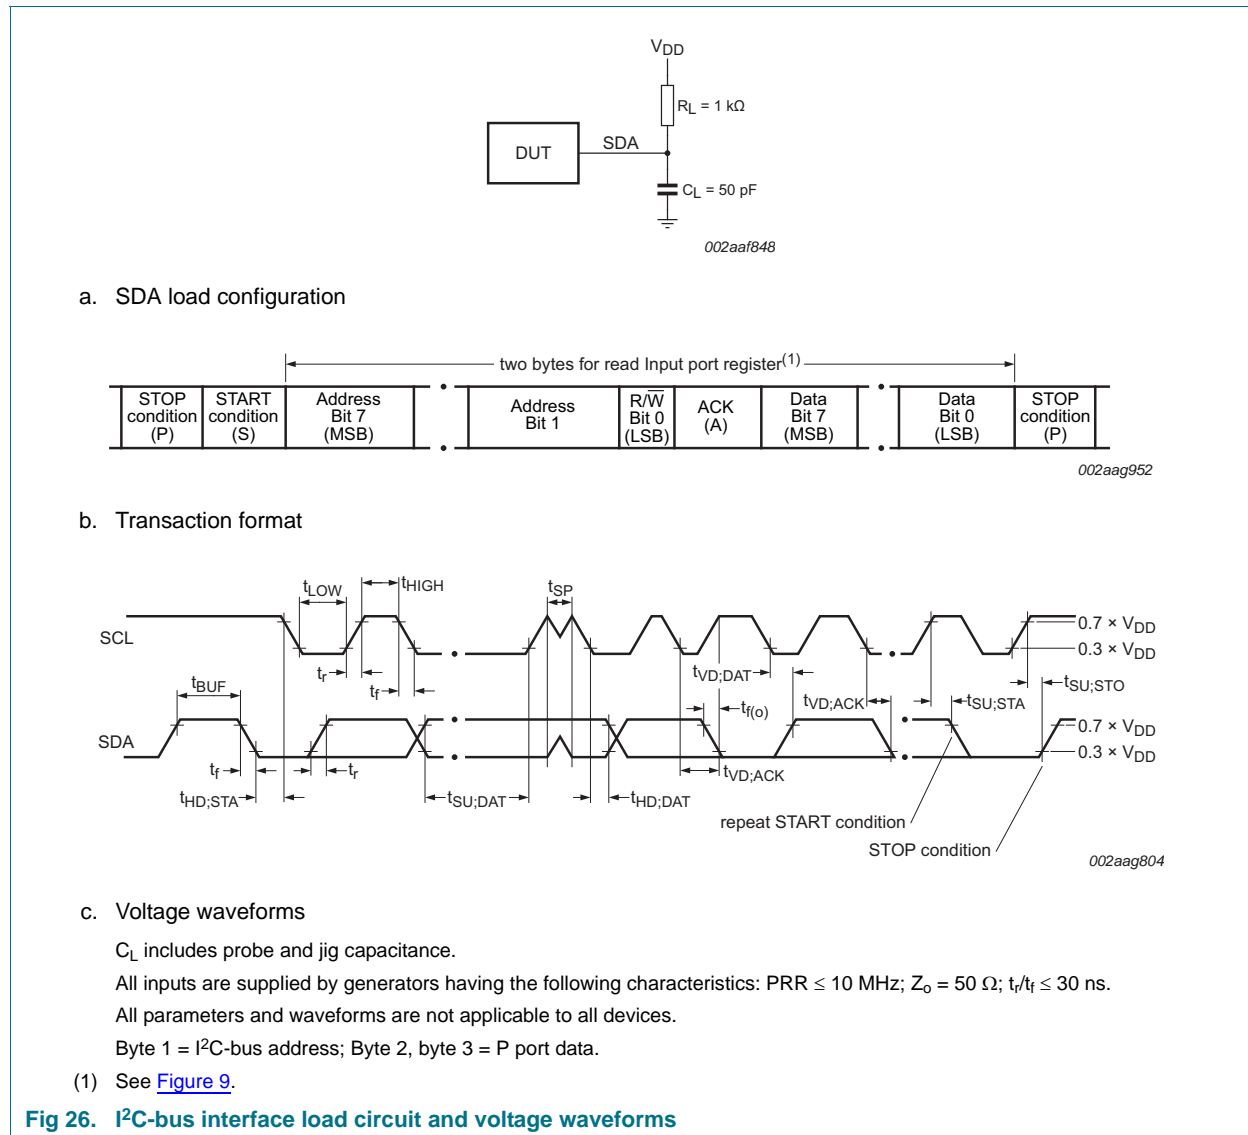 VDD
RL = 1 kΩ
DUT
SDA
CL = 50 pF
002aaf848
a. SDA load configuration
two bytes for read Input port register(1)
STOP condition (P)
START condition (S)
Address Bit 7 (MSB)
Address Bit 1
R/W̅ Bit 0 (LSB)
ACK (A)
Data Bit 7 (MSB)
Data Bit 0 (LSB)
STOP condition (P)
002aag952
b. Transaction format
tLOW
tHIGH
tSP
SCL
0.7 × VDD
0.3 × VDD
tr
tf
tVD;DAT
tBUF
tVD;ACK
tSU;STA
tSU;STO
tf(o)
SDA
0.7 × VDD
0.3 × VDD
tf
tr
tVD;ACK
tHD;STA
tSU;DAT
tHD;DAT
repeat START condition
STOP condition
002aag804
c. Voltage waveforms
CL includes probe and jig capacitance.
All inputs are supplied by generators having the following characteristics: PRR ≤ 10 MHz; Zo = 50 Ω; tr/tf ≤ 30 ns.
All parameters and waveforms are not applicable to all devices.
Byte 1 = I²C-bus address; Byte 2, byte 3 = P port data.
(1) See Figure 9.
Fig 26. I²C-bus interface load circuit and voltage waveforms